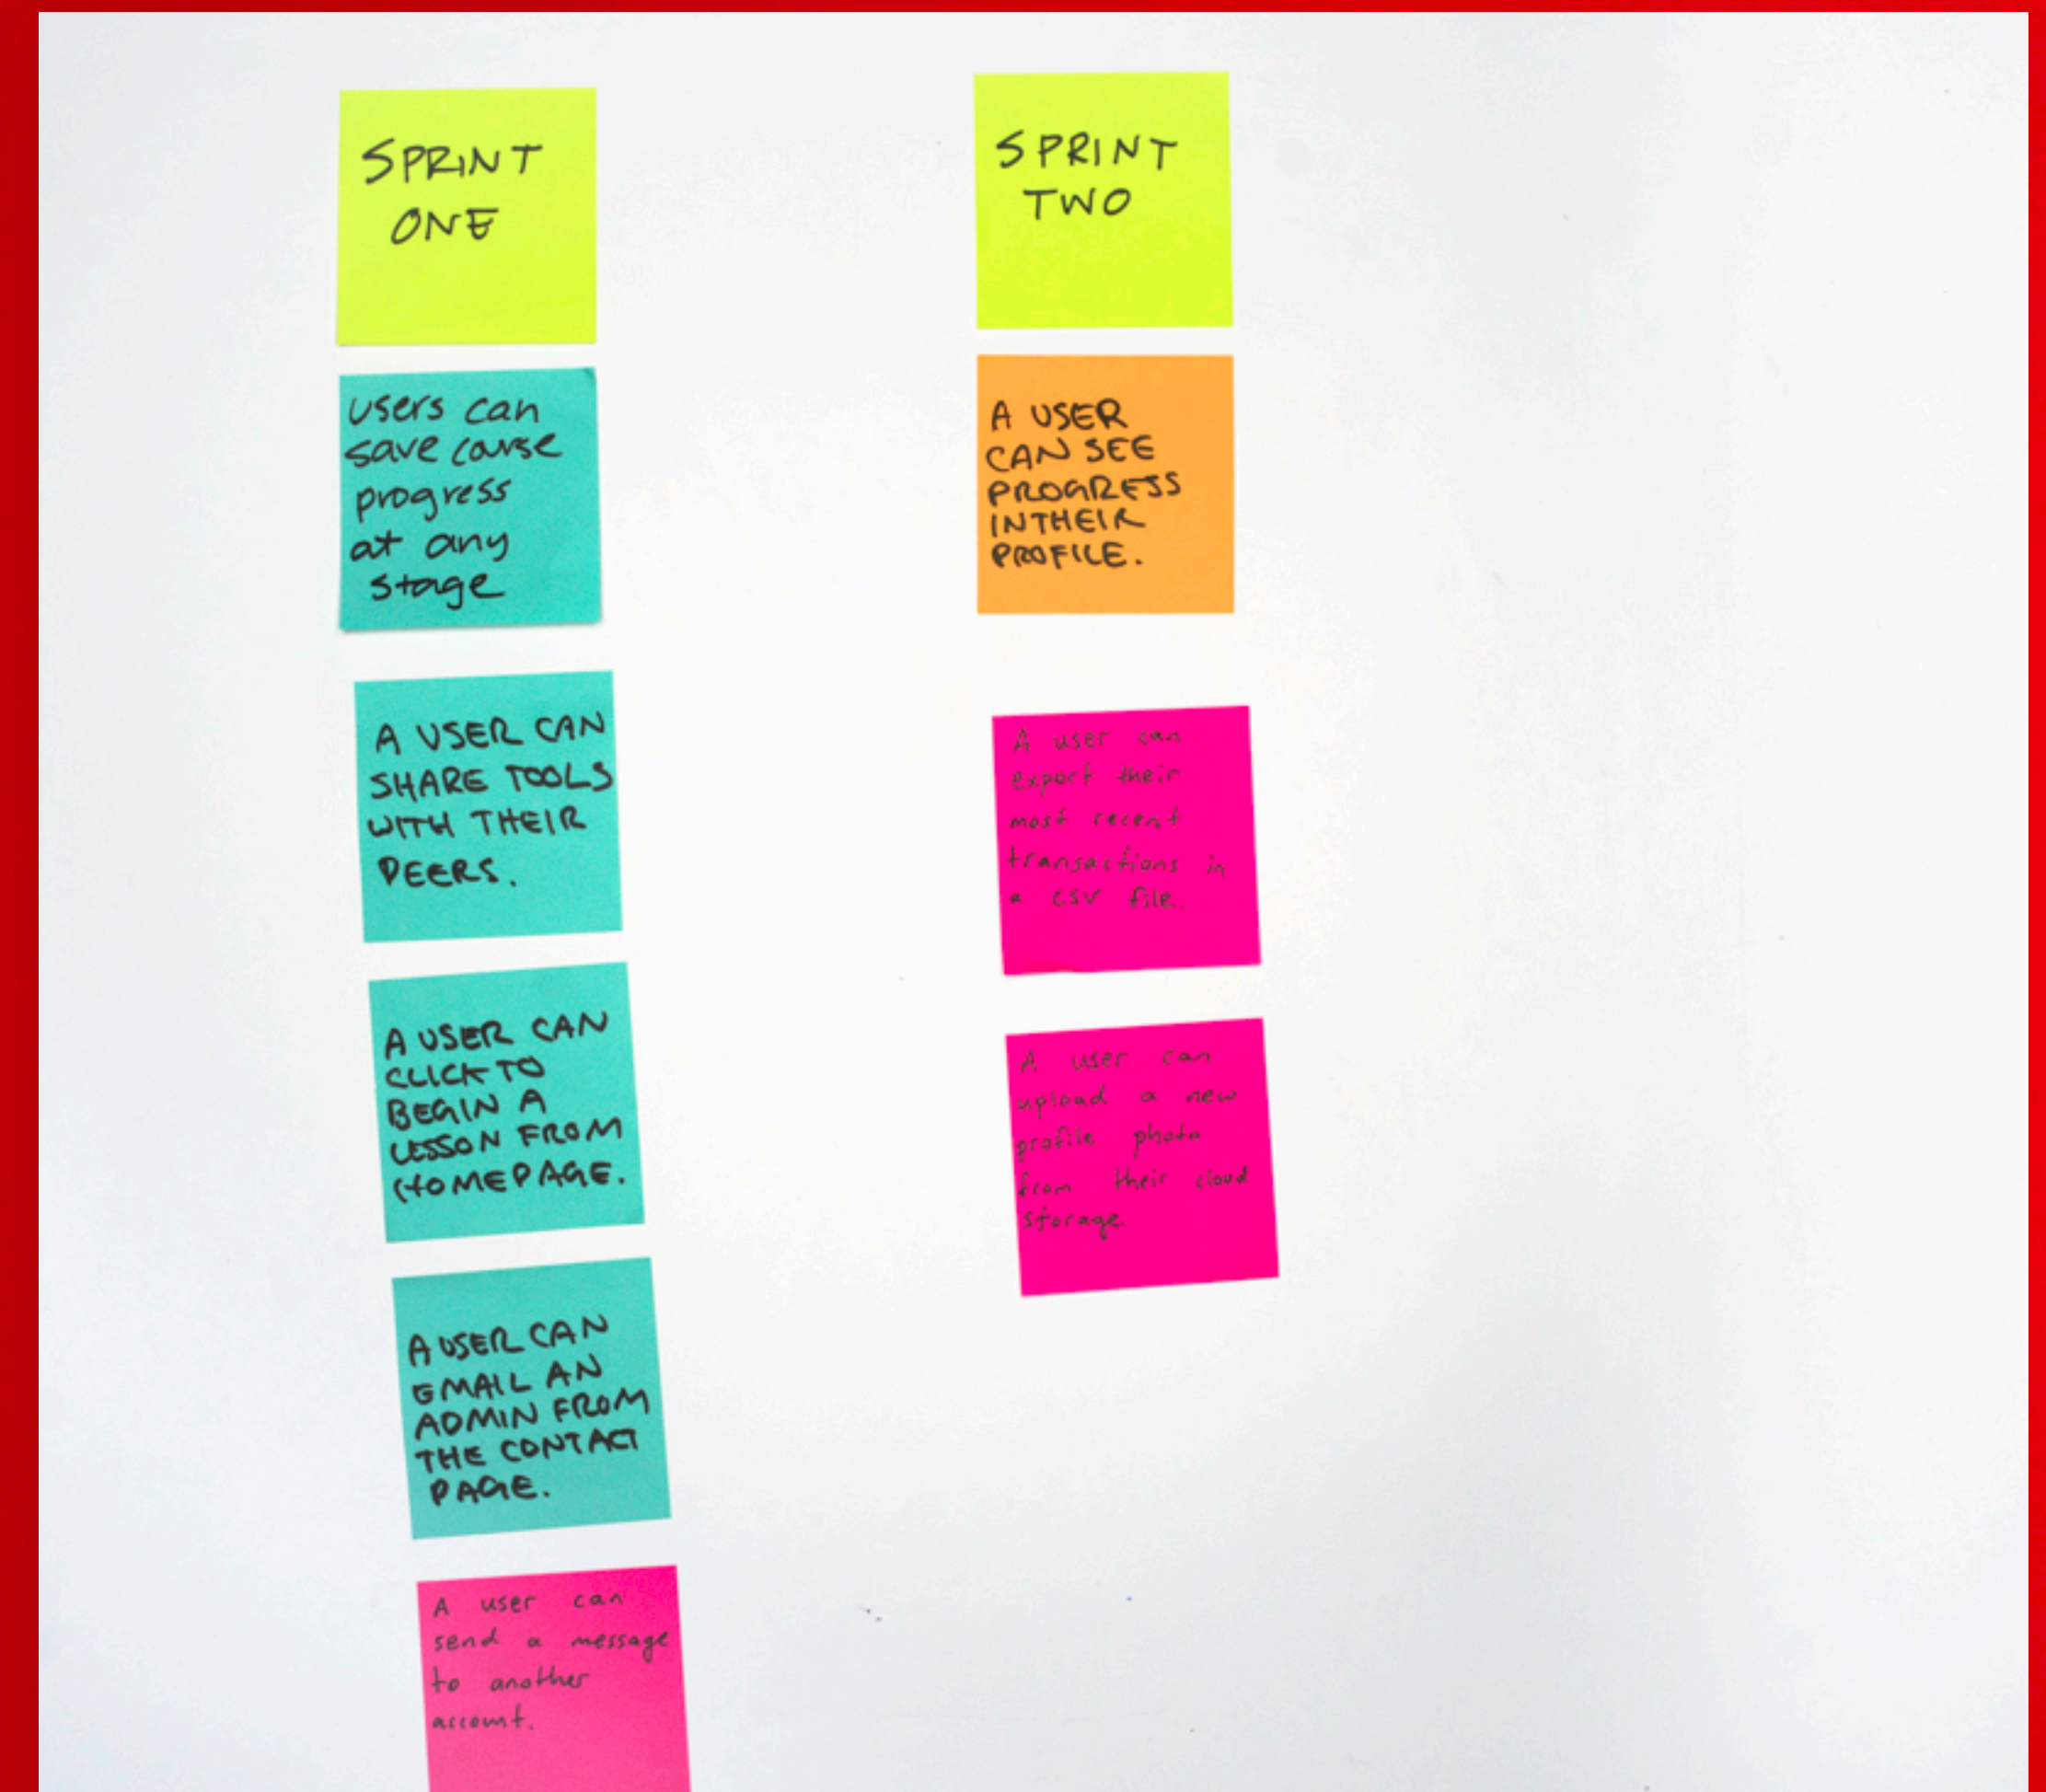 SPRINT
ONE
users can
save course
progress
at any
stage
A USER CAN
SHARE TOOLS
WITH THEIR
PEERS.
A USER CAN
CLICK TO
BEGIN A
LESSON FROM
HOMEPAGE.
A USER CAN
EMAIL AN
ADMIN FROM
THE CONTACT
PAGE.
A user can
send a message
to another
account.
SPRINT
TWO
A USER
CAN SEE
PROGRESS
IN THEIR
PROFILE.
A user can
export their
most recent
transactions in
a csv file.
A user can
upload a new
profile photo
from their cloud
storage.